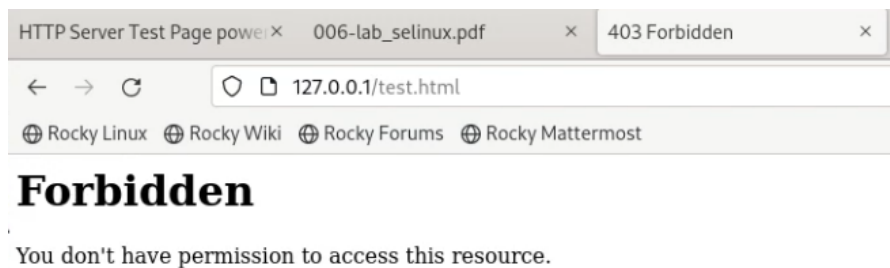 HTTP Server Test Page power 006-lab_selinux.pdf 403 Forbidden
127.0.0.1/test.html
Rocky Linux Rocky Wiki Rocky Forums Rocky Mattermost
Forbidden
You don't have permission to access this resource.